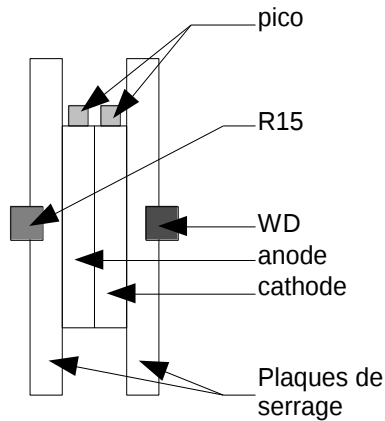 pico
R15
WD
anode
cathode
Plaques de
serrage